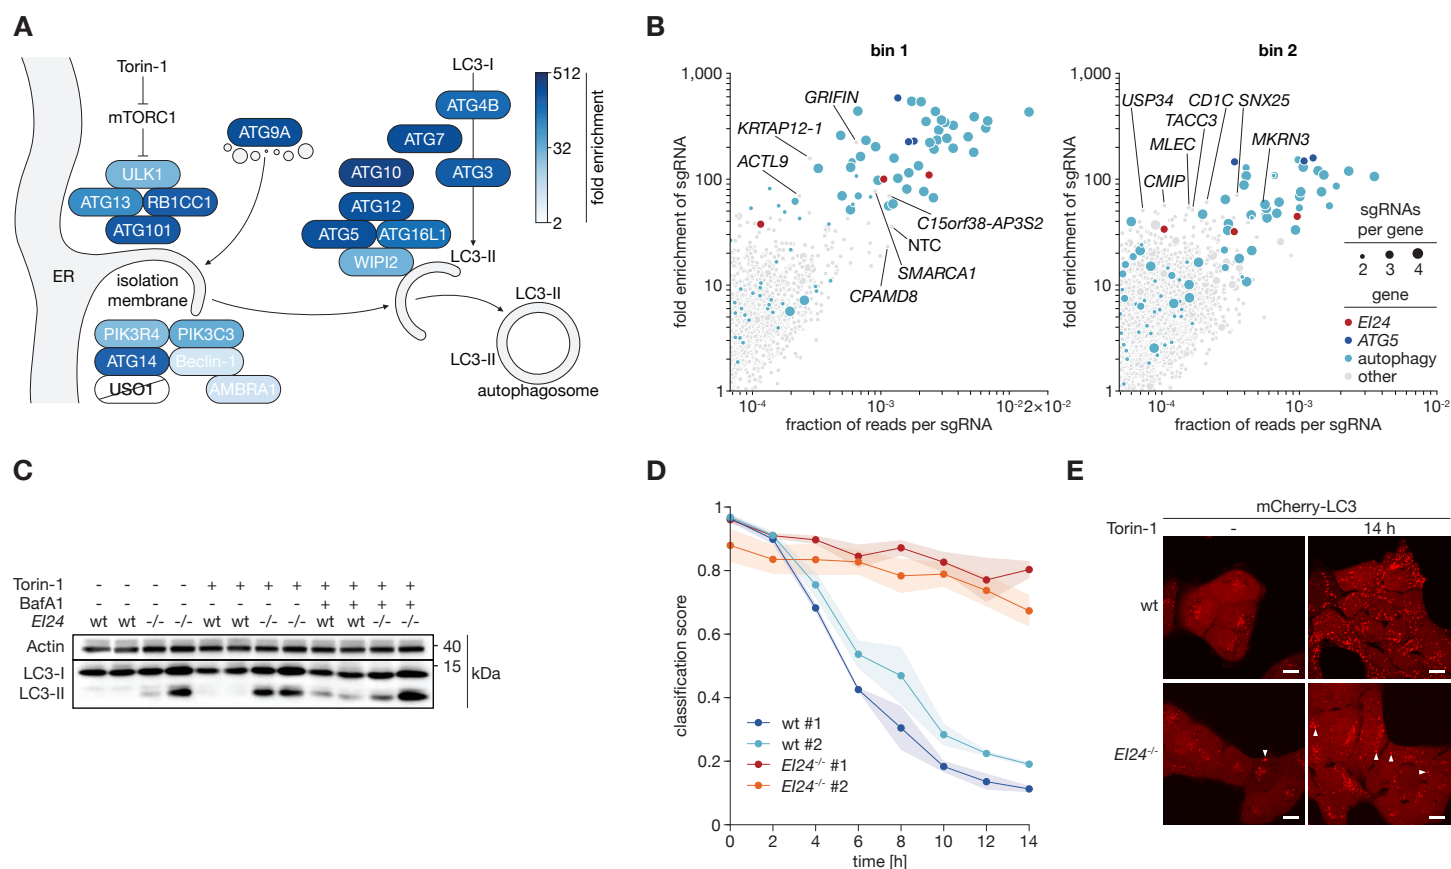 A
Torin-1
mTORC1
ULK1
ATG13
RB1CC1
ATG101
ATG9A
ER
isolation
membrane
PIK3R4
PIK3C3
ATG14
Beclin-1
USO1
AMBRA1
LC3-I
ATG4B
ATG7
ATG10
ATG3
ATG12
ATG5
ATG16L1
WIPI2
LC3-II
LC3-II
LC3-II
autophagosome
512
32
2
fold enrichment
B
bin 1
fold enrichment of sgRNA
1,000
100
10
1
GRIFIN
KRTAP12-1
ACTL9
C15orf38-AP3S2
NTC
SMARCA1
CPAMD8
10-4
10-3
10-2
2×10-2
fraction of reads per sgRNA
bin 2
fold enrichment of sgRNA
1,000
100
10
1
USP34
CD1C
SNX25
TACC3
MLEC
MKRN3
CMIP
10-4
10-3
10-2
fraction of reads per sgRNA
sgRNAs
per gene
2 3 4
gene
EI24
ATG5
autophagy
other
C
Torin-1 - - - - + + + + + + + +
BafA1 - - - - - - - - + + + +
EI24 wt wt -/- -/- wt wt -/- -/- wt wt -/- -/-
Actin
LC3-I
LC3-II
40
15
kDa
D
classification score
1
0.8
0.6
0.4
0.2
0
wt #1
wt #2
EI24-/- #1
EI24-/- #2
0 2 4 6 8 10 12 14
time [h]
E
mCherry-LC3
Torin-1 - 14 h
wt
EI24-/-